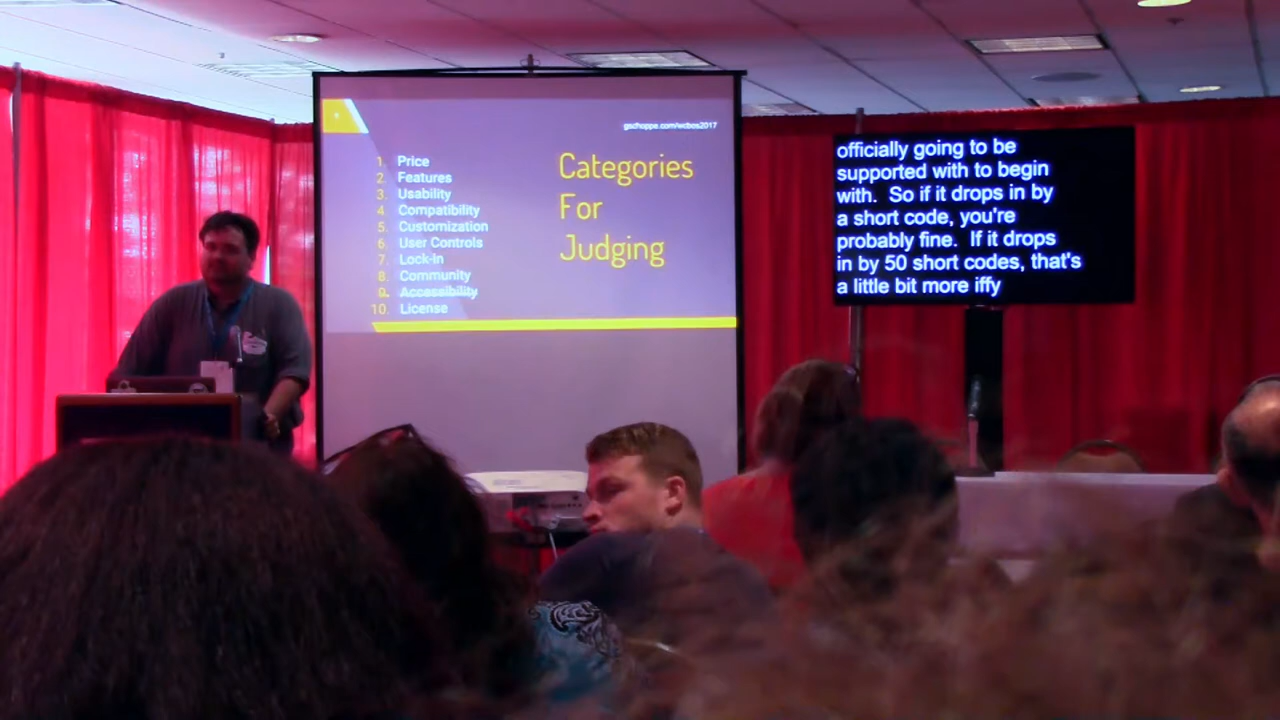 gschoppe.com/wcbos2017
1. Price
2. Features
3. Usability
4. Compatibility
5. Customization
6. User Controls
7. Lock-In
8. Community
9. Accessibility
10. License
Categories
For
Judging
officially going to be
supported with to begin
with. So if it drops in by
a short code, you're
probably fine. If it drops
in by 50 short codes, that's
a little bit more iffy